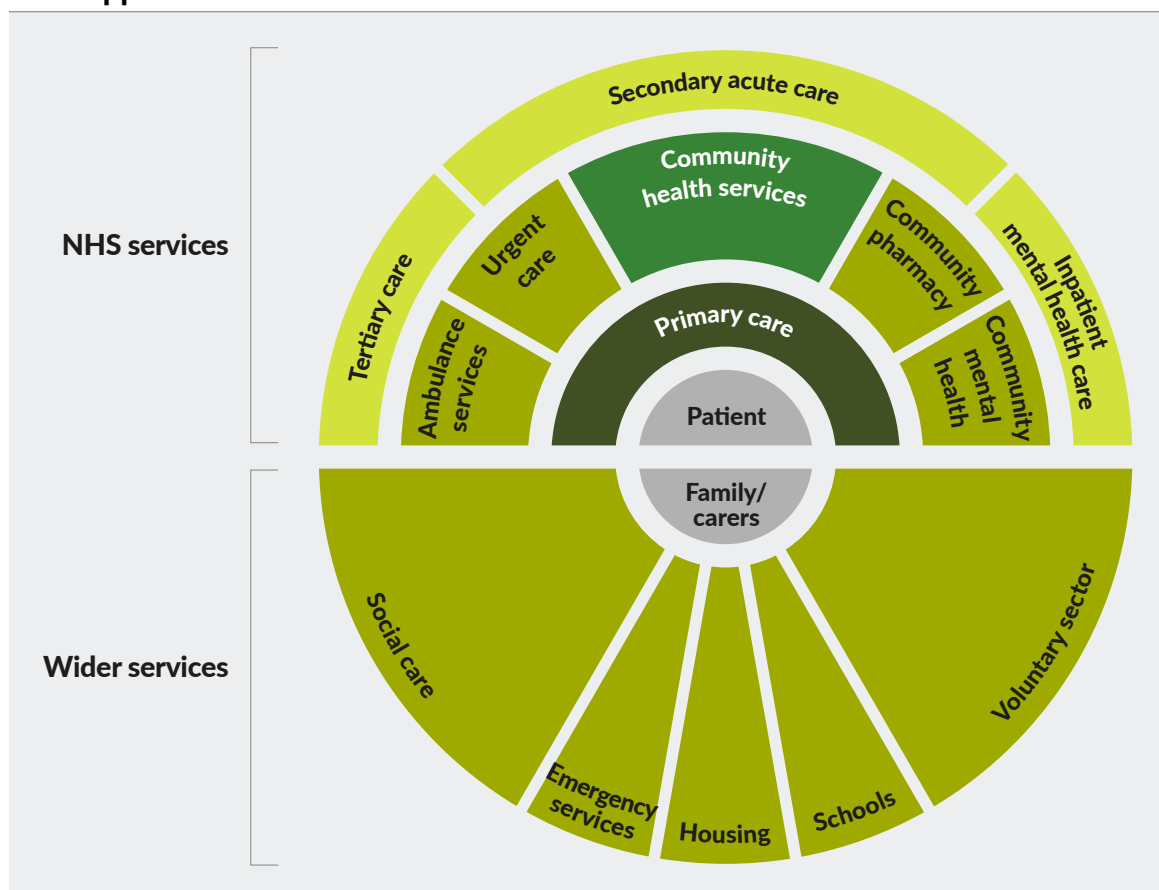 NHS services
Secondary acute care
Tertiary care
Inpatient
mental health care
Community
health services
Urgent
care
Community
pharmacy
Ambulance
services
Community
mental
health
Primary care
Patient
Family/
carers
Wider services
Social care
Emergency
services
Housing
Schools
Voluntary sector